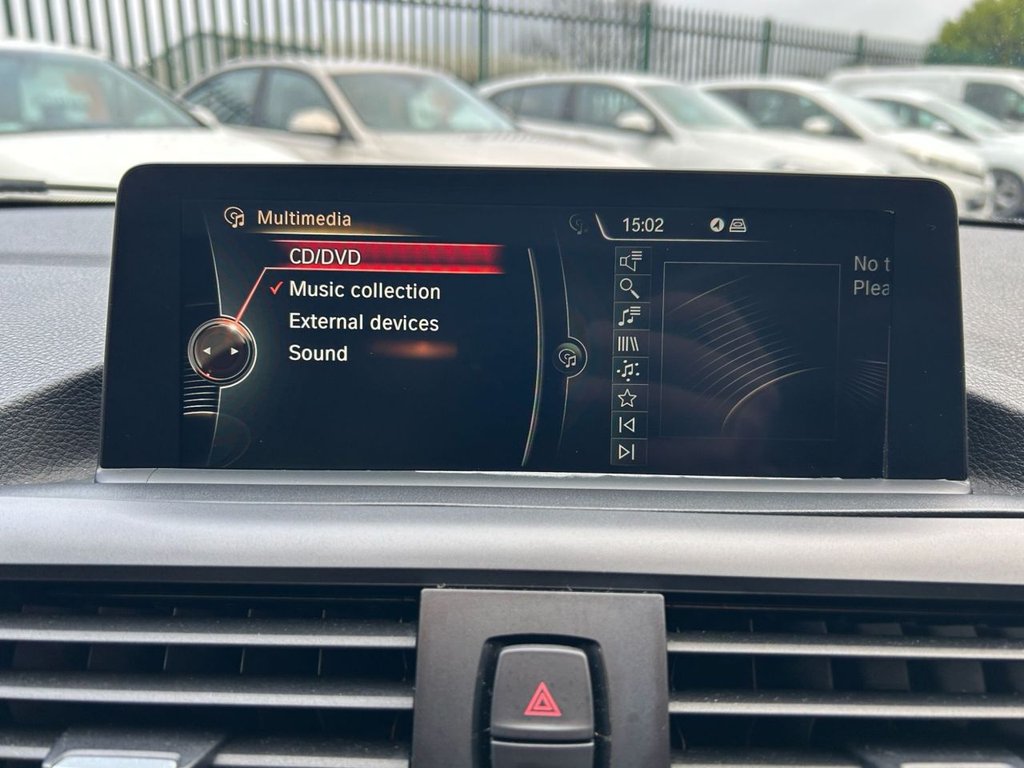 Multimedia
15:02
CD/DVD
Music collection
External devices
Sound
No t
Plea